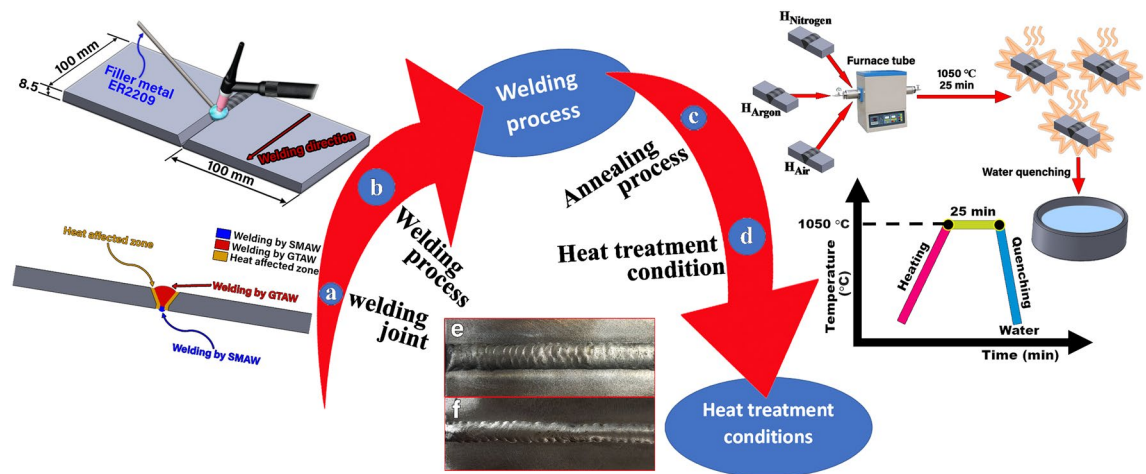 100 mm
8.5
Filler metal
ER2209
Welding direction
100 mm
Heat affected zone
Welding by SMAW
Welding by GTAW
Heat affected zone
Welding by GTAW
Welding by SMAW
a
welding
joint
b
Welding
process
Welding
process
c
Annealing
process
d
Heat treatment
condition
e
f
Heat treatment
conditions
HNitrogen
HArgon
HAir
Furnace tube
1050 °C
25 min
Water quenching
Temperature
(°C)
1050 °C
25 min
Heating
Quenching
Water
Time (min)